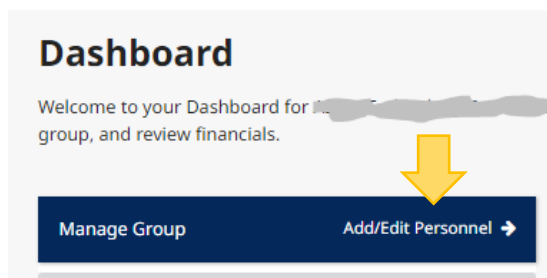 Dashboard
Welcome to your Dashboard for
group, and review financials.
Manage Group Add/Edit Personnel